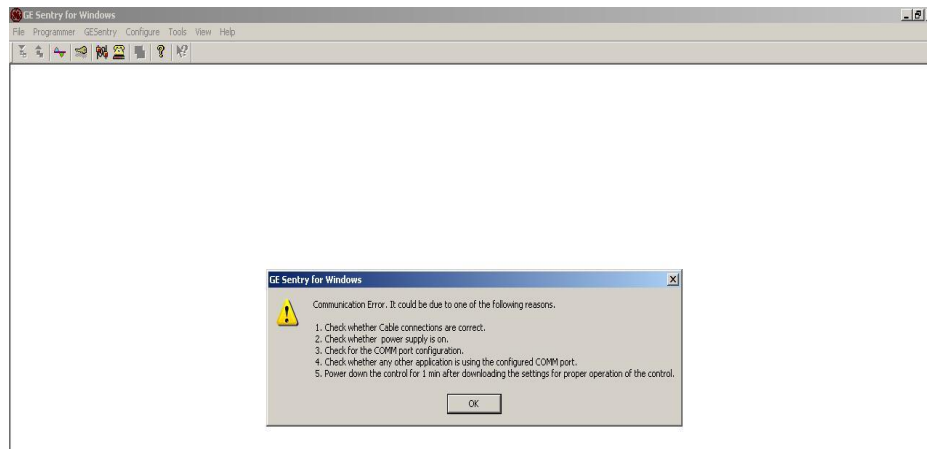 GE Sentry for Windows
File Programmer GESentry Configure Tools View Help
GE Sentry for Windows
Communication Error. It could be due to one of the following reasons.
1. Check whether Cable connections are correct.
2. Check whether power supply is on.
3. Check for the COMM port configuration.
4. Check whether any other application is using the configured COMM port.
5. Power down the control for 1 min after downloading the settings for proper operation of the control.
OK